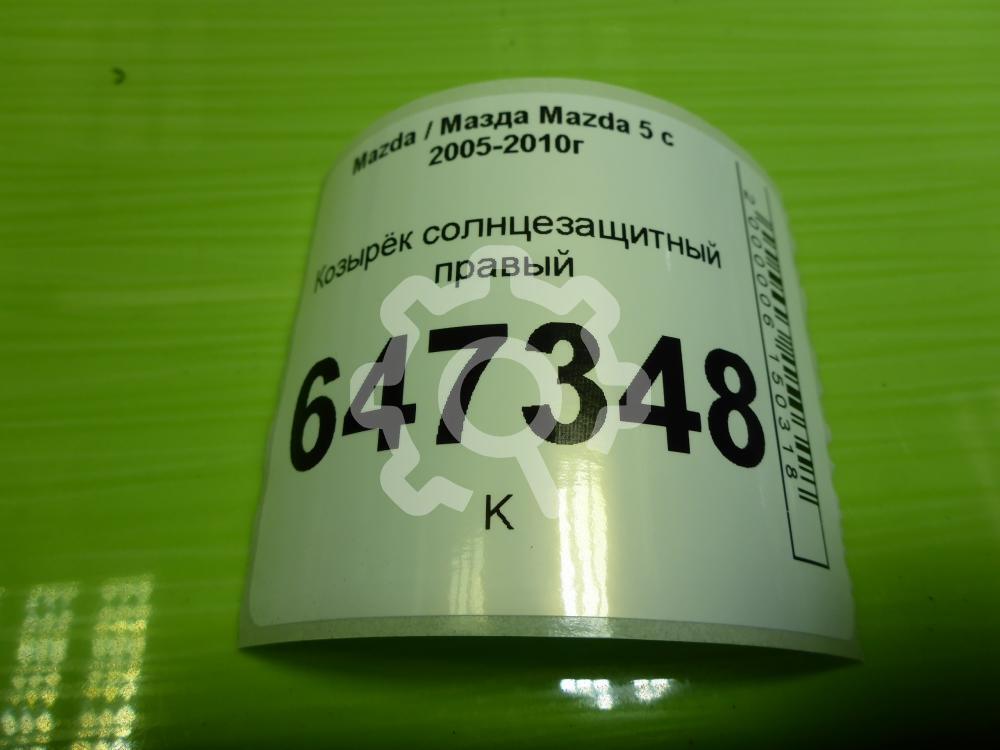 Mazda / Мазда Mazda 5 с
2005-2010г
Козырёк солнцезащитный
правый
647348
К
2000006150318